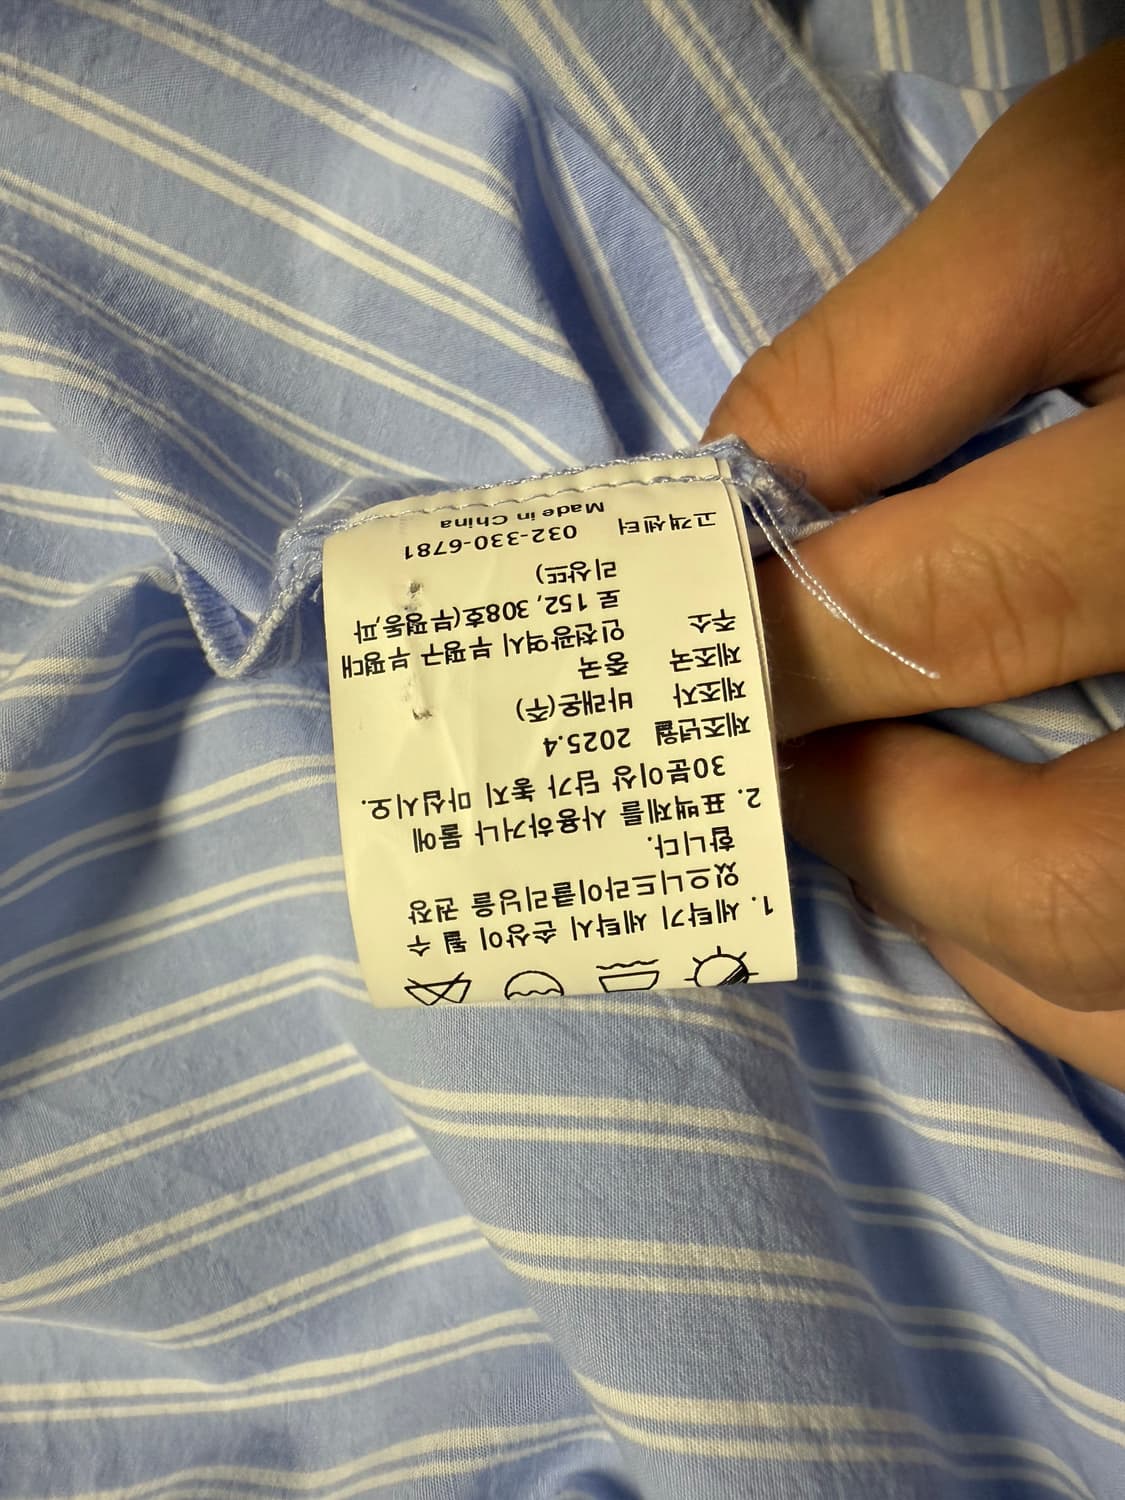 1. 세탁기 세탁시 손상이 될 수
있으니드라이클리닝을 권장
합니다.
2. 표백제를 사용하거나 물에
30분이상 담가 놓지 마십시오.
제조년월 2025.4
제조자 바래운(주)
제조국 중국
주소 인천광역시 부평구 부평대
로 152, 308호(부평동,파
리상뜨)
고객센터 032-330-6781
Made in China